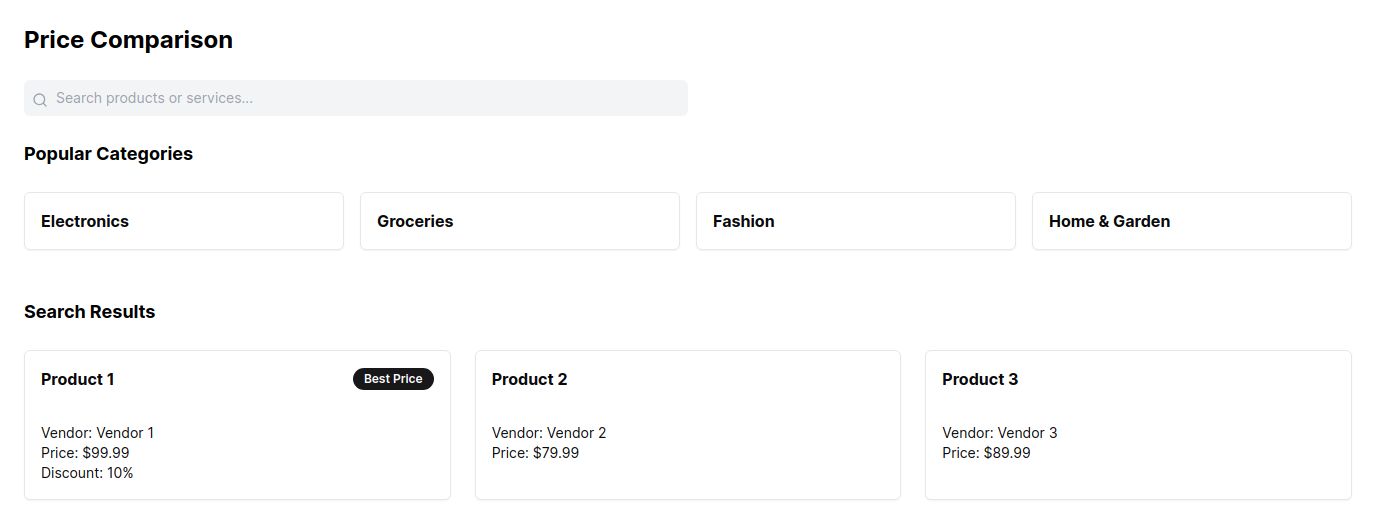 Price Comparison
Search products or services...
Popular Categories
Electronics
Groceries
Fashion
Home & Garden
Search Results
Product 1
Best Price
Vendor: Vendor 1
Price: $99.99
Discount: 10%
Product 2
Vendor: Vendor 2
Price: $79.99
Product 3
Vendor: Vendor 3
Price: $89.99